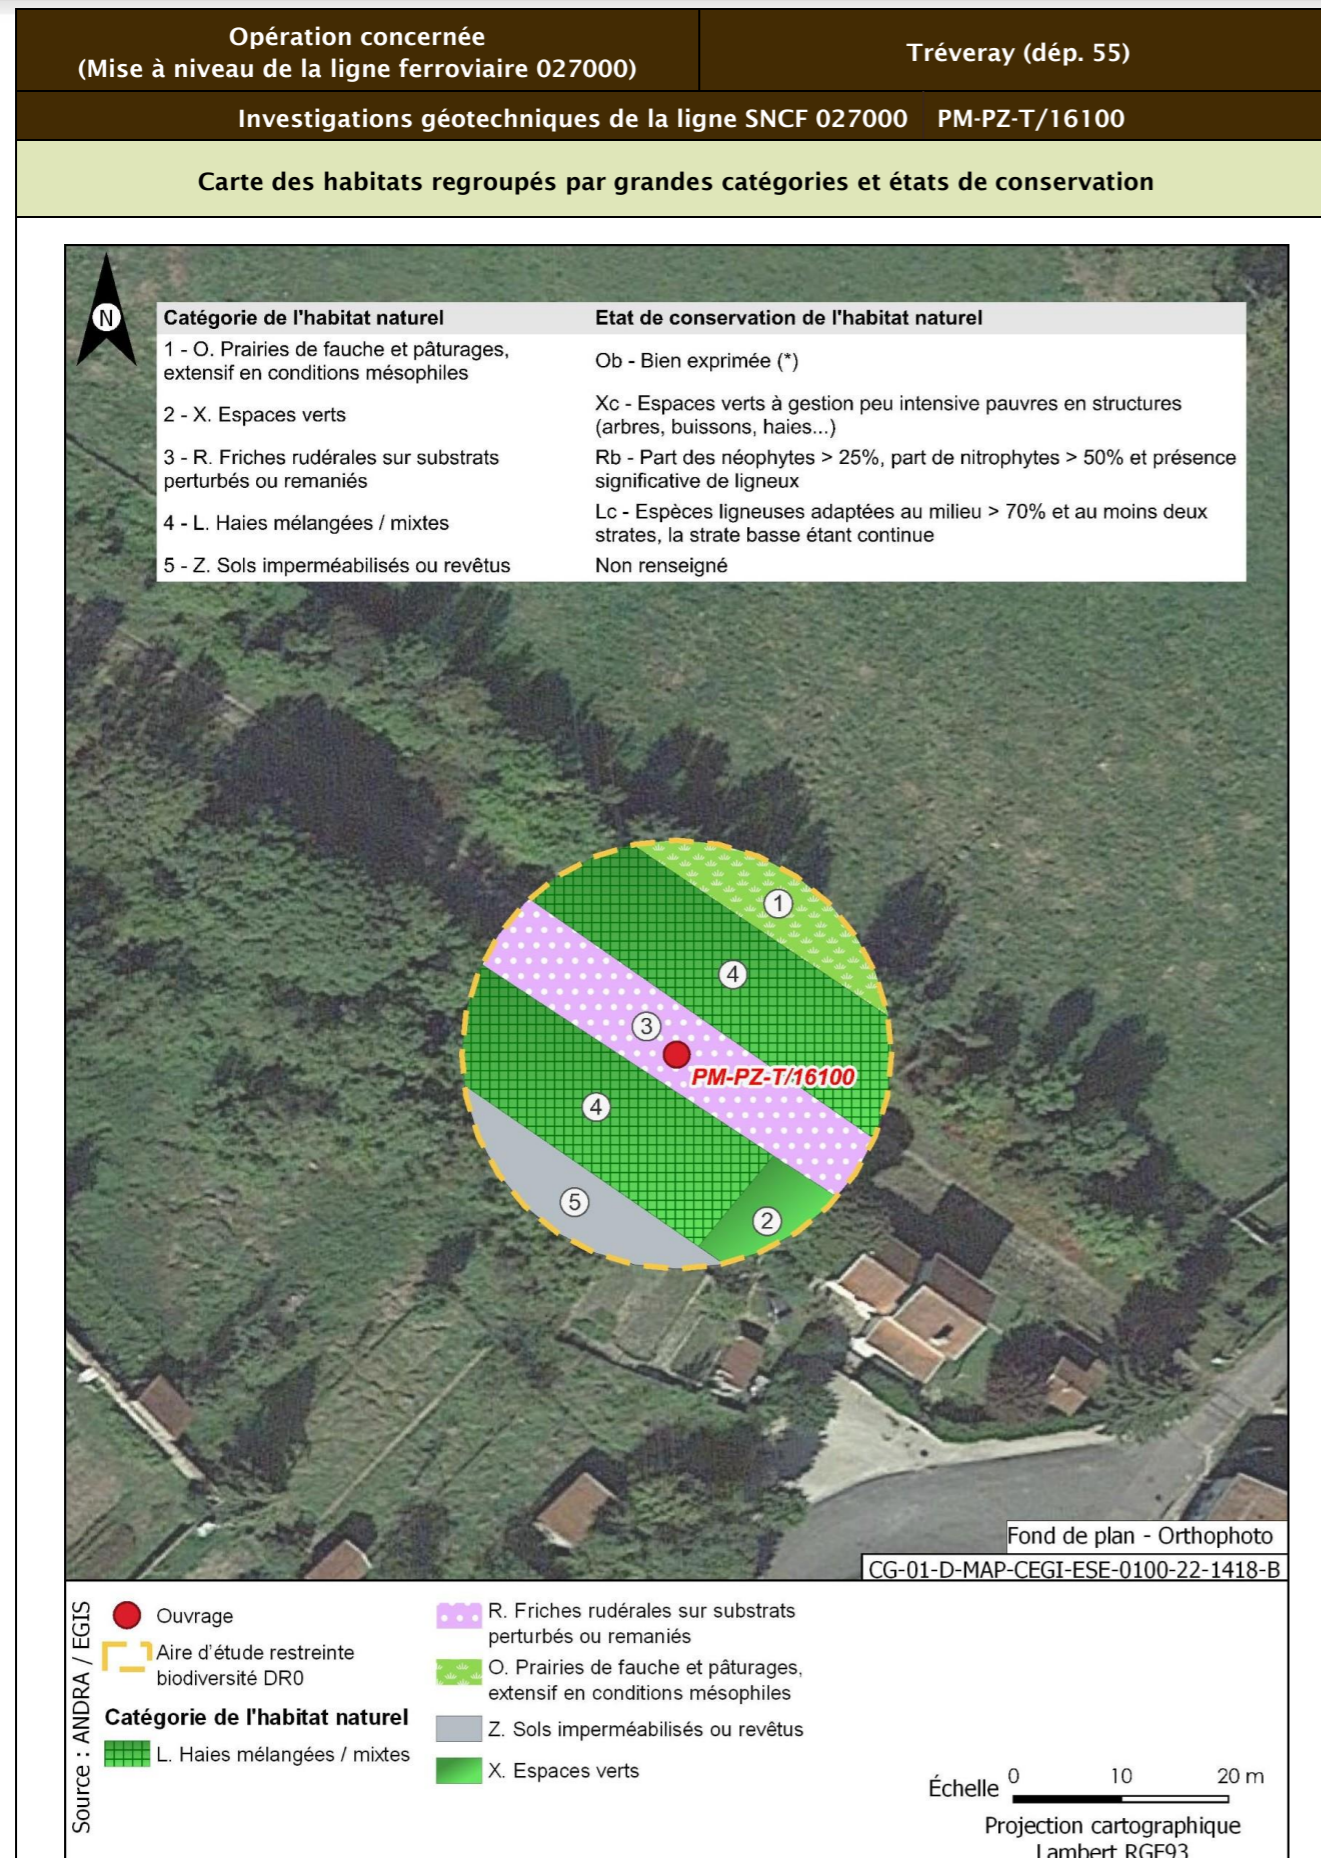 Opération concernée
(Mise à niveau de la ligne ferroviaire 027000)
Tréveray (dép. 55)
Investigations géotechniques de la ligne SNCF 027000 PM-PZ-T/16100
Carte des habitats regroupés par grandes catégories et états de conservation
N
Catégorie de l'habitat naturel
Etat de conservation de l'habitat naturel
1 - O. Prairies de fauche et pâturages,
extensif en conditions mésophiles
Ob - Bien exprimée (*)
2 - X. Espaces verts
Xc - Espaces verts à gestion peu intensive pauvres en structures
(arbres, buissons, haies...)
3 - R. Friches rudérales sur substrats
perturbés ou remaniés
Rb - Part des néophytes > 25%, part de nitrophytes > 50% et présence
significative de ligneux
4 - L. Haies mélangées / mixtes
Lc - Espèces ligneuses adaptées au milieu > 70% et au moins deux
strates, la strate basse étant continue
5 - Z. Sols imperméabilisés ou revêtus
Non renseigné
1
4
3
PM-PZ-T/16100
4
5
2
Fond de plan - Orthophoto
CG-01-D-MAP-CEGI-ESE-0100-22-1418-B
Source : ANDRA / EGIS
Ouvrage
Aire d'étude restreinte
biodiversité DR0
Catégorie de l'habitat naturel
L. Haies mélangées / mixtes
R. Friches rudérales sur substrats
perturbés ou remaniés
O. Prairies de fauche et pâturages,
extensif en conditions mésophiles
Z. Sols imperméabilisés ou revêtus
X. Espaces verts
Échelle 0 10 20 m
Projection cartographique
Lambert RGF93